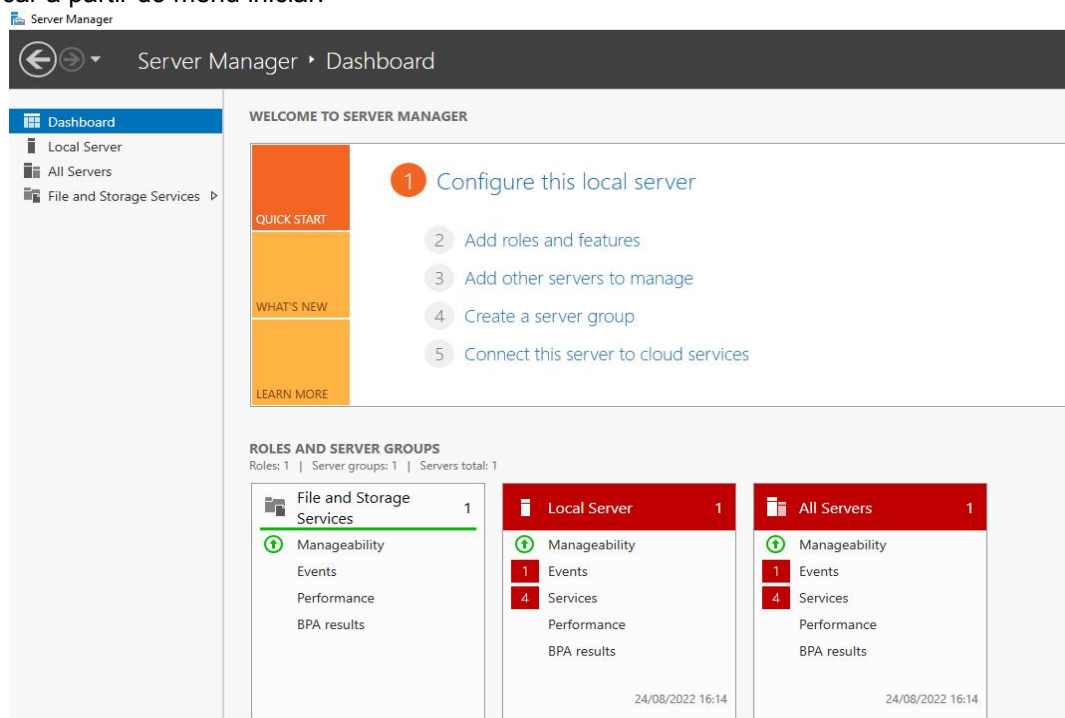 car a partir do menu iniciar.
Server Manager
Server Manager • Dashboard
Dashboard
Local Server
All Servers
File and Storage Services
WELCOME TO SERVER MANAGER
QUICK START
WHAT'S NEW
LEARN MORE
1 Configure this local server
2 Add roles and features
3 Add other servers to manage
4 Create a server group
5 Connect this server to cloud services
ROLES AND SERVER GROUPS
Roles: 1 | Server groups: 1 | Servers total: 1
File and Storage Services 1
Manageability
Events
Performance
BPA results
Local Server 1
Manageability
1 Events
4 Services
Performance
BPA results
24/08/2022 16:14
All Servers 1
Manageability
1 Events
4 Services
Performance
BPA results
24/08/2022 16:14